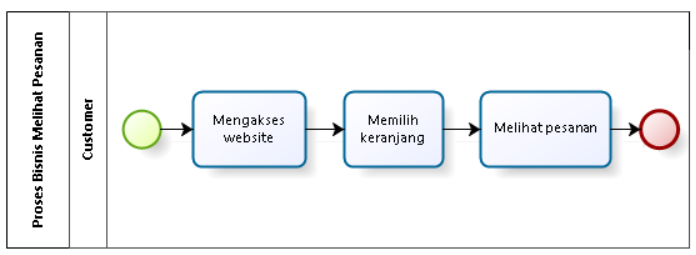 Proses Bisnis Melihat Pesanan
Customer
Mengakses
website
Memilih
keranjang
Melihat pesanan